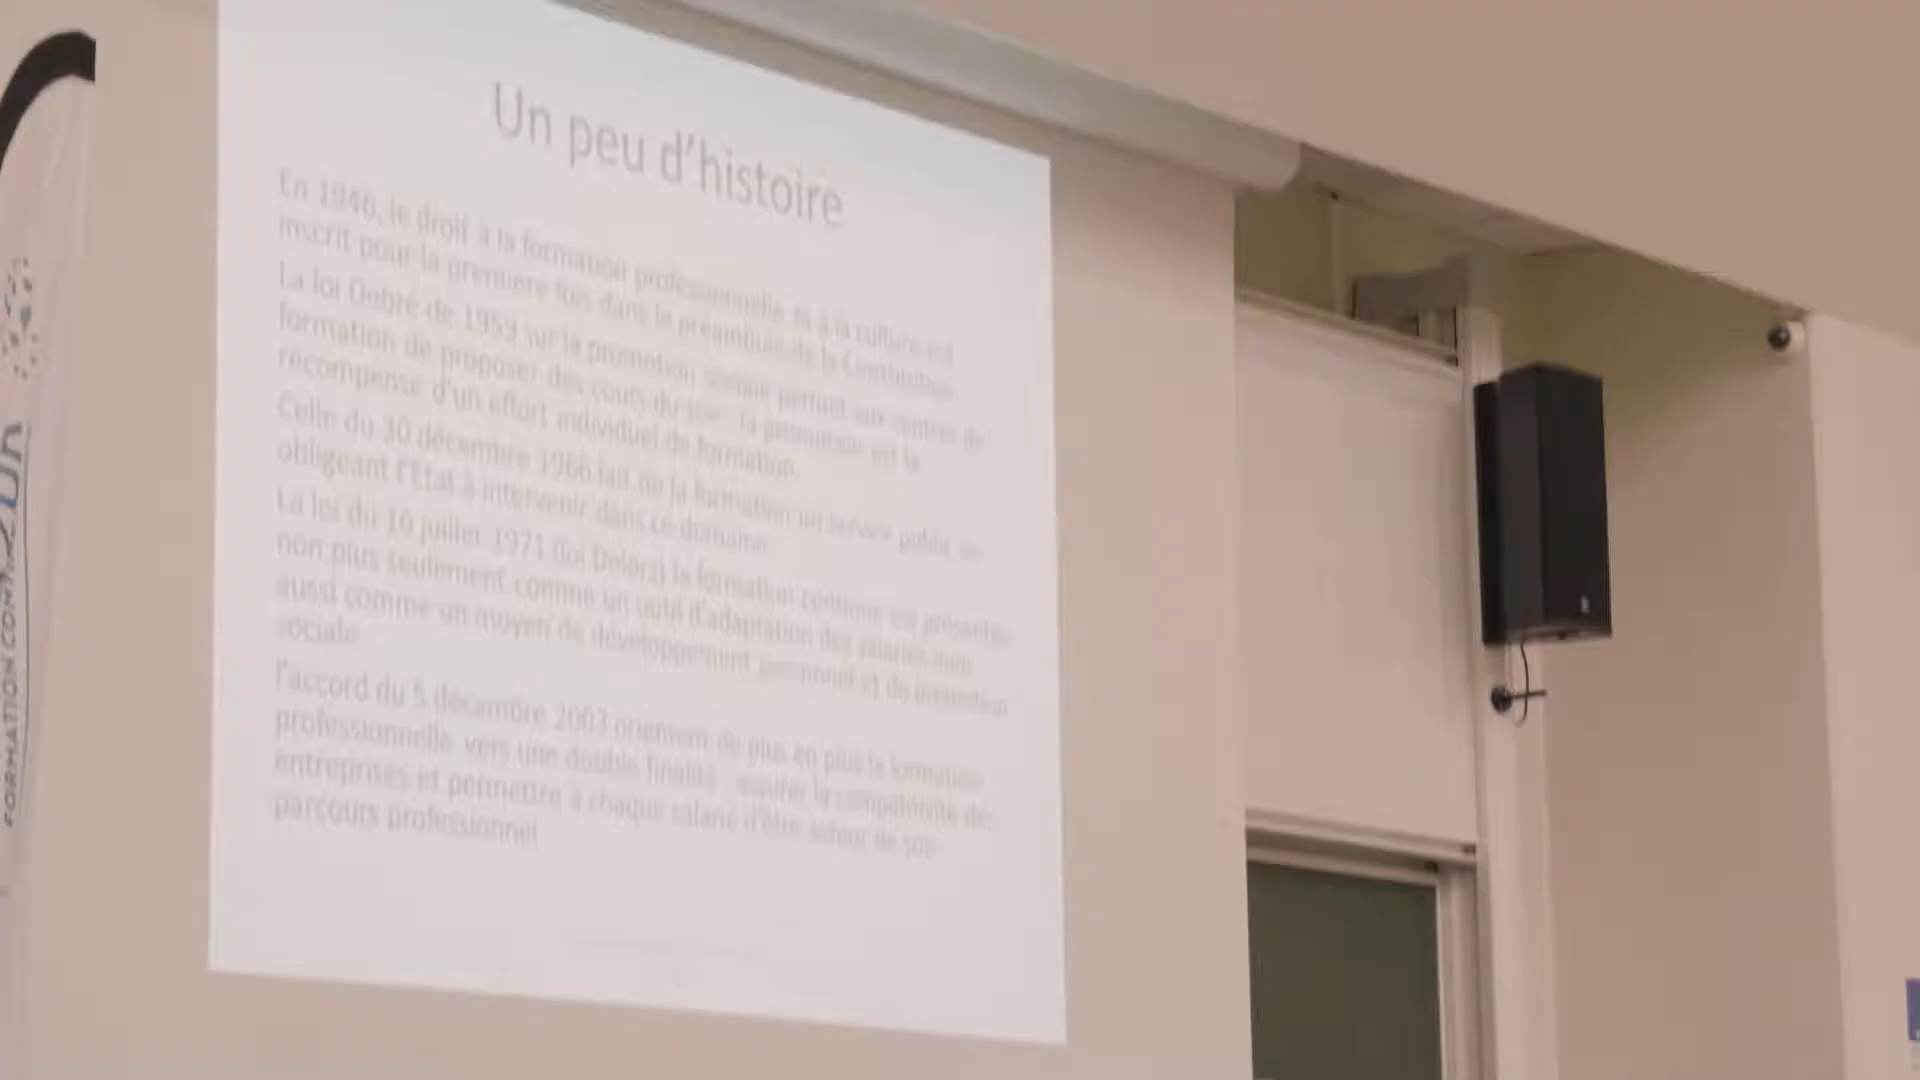 Un peu d'histoire
En 1946, le droit à la formation professionnelle et à la culture est
inscrit pour la première fois dans le préambule de la Constitution.
La loi Debré de 1959 sur la promotion sociale permet aux centres de
formation de proposer des cours du soir : la promotion est la
récompense d'un effort individuel de formation.
Celle du 30 décembre 1966 fait de la formation un service public, en
obligeant l'État à intervenir dans ce domaine
La loi du 16 juillet 1971 (loi Delors) la formation continue est présentée
non plus seulement comme un outil d'adaptation des salariés mais
aussi comme un moyen de développement personnel et de promotion
sociale.
l'accord du 5 décembre 2003 orientent de plus en plus la formation
professionnelle vers une double finalité : assurer la compétitivité des
entreprises et permettre à chaque salarié d'être acteur de son
parcours professionnel
FORMATION